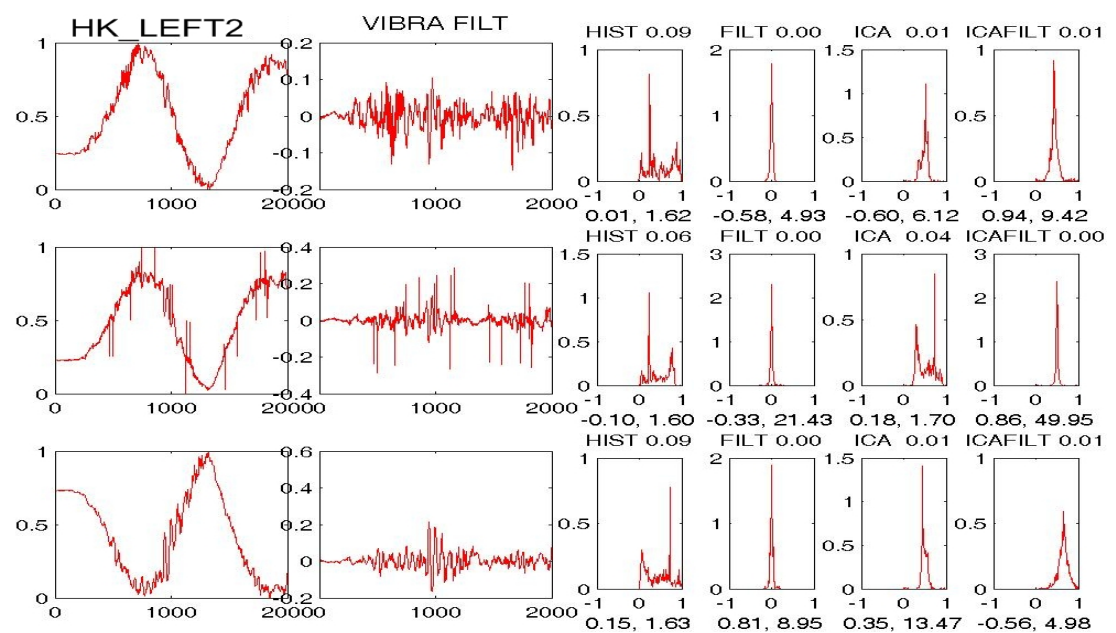 HK_LEFT2 VIBRA FILT
HIST 0.09 FILT 0.00 ICA 0.01 ICAFILT 0.01
1 0.2 1 2 1.5 1
0.5 0.1 0 -0.1 0.5 1 1 0.5 0.5
0 -0.2 0 0 0 0
0 1000 2000 0 1000 2000 -1 0 1 -1 0 1 -1 0 1 -1 0 1
0.01, 1.62 -0.58, 4.93 -0.60, 6.12 0.94, 9.42
HIST 0.06 FILT 0.00 ICA 0.04 ICAFILT 0.00
1 0.4 1.5 3 1 3
0.5 0.2 0 -0.2 1 0.5 2 1 0.5 2 1
0 -0.4 0 0 0 0
0 1000 2000 0 1000 2000 -1 0 1 -1 0 1 -1 0 1 -1 0 1
-0.10, 1.60 -0.33, 21.43 0.18, 1.70 0.86, 49.95
HIST 0.09 FILT 0.00 ICA 0.01 ICAFILT 0.01
1 0.6 1 2 1.5 1
0.5 0.4 0.2 0 0.5 1 1 0.5 0.5
0 -0.2 0 0 0 0
0 1000 2000 0 1000 2000 -1 0 1 -1 0 1 -1 0 1 -1 0 1
0.15, 1.63 0.81, 8.95 0.35, 13.47 -0.56, 4.98